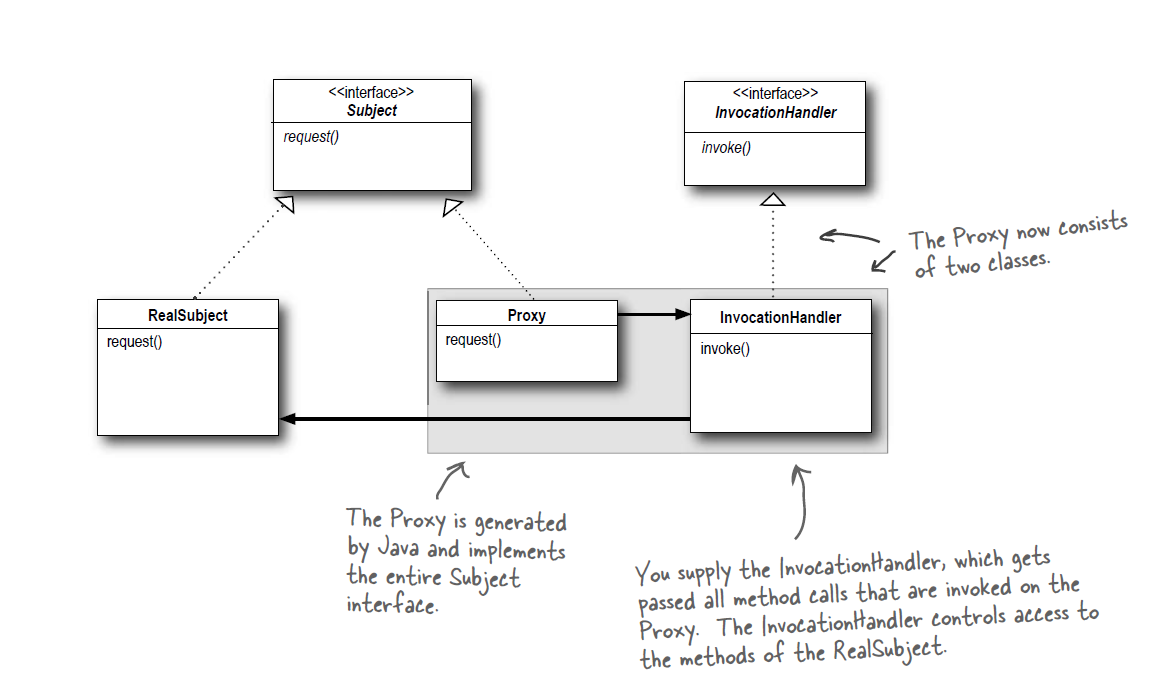 <<interface>>
Subject
request()
<<interface>>
InvocationHandler
invoke()
The Proxy now consists
of two classes.
RealSubject
request()
Proxy
request()
InvocationHandler
invoke()
The Proxy is generated
by Java and implements
the entire Subject
interface.
You supply the InvocationHandler, which gets
passed all method calls that are invoked on the
Proxy. The InvocationHandler controls access to
the methods of the RealSubject.